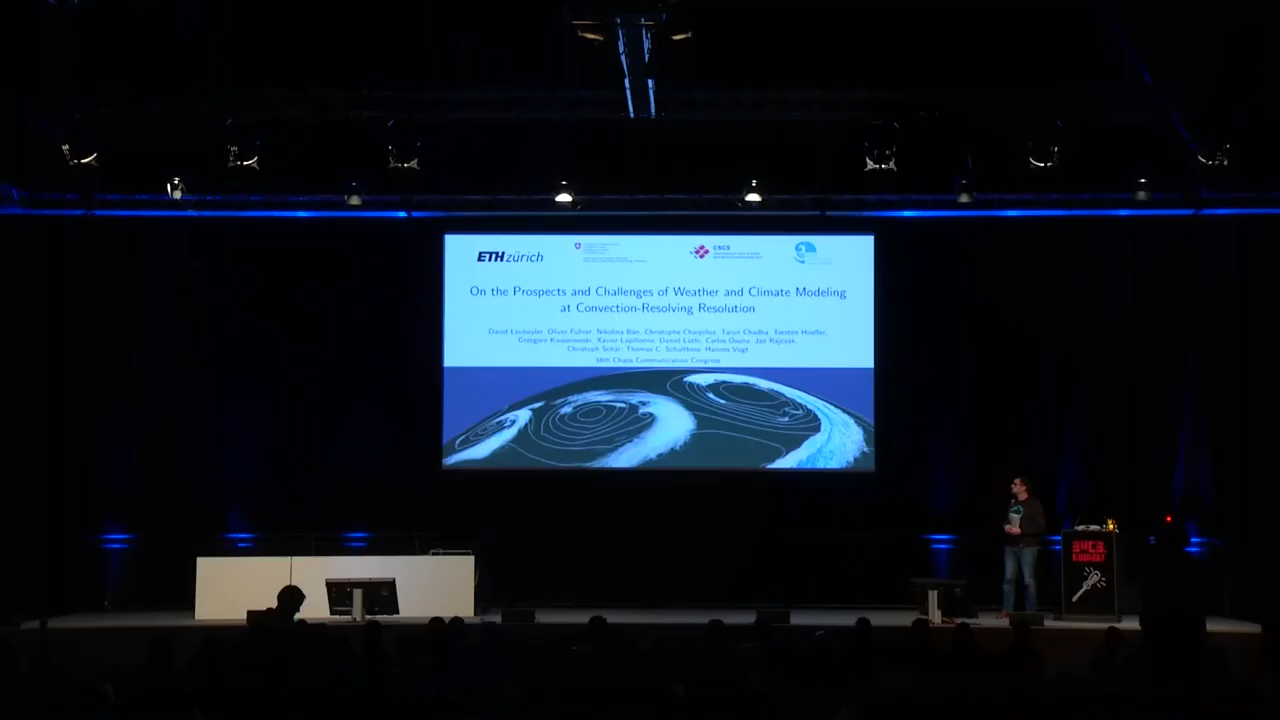 ETH zürich
CSCS
On the Prospects and Challenges of Weather and Climate Modeling
at Convection-Resolving Resolution
David Leutwyler, Oliver Fuhrer, Nikolina Ban, Christophe Charpilloz, Tarun Chadha, Torsten Hoefler,
Grzegorz Kwasniewski, Xavier Lapillonne, Daniel Lüthi, Carlos Osuna, Jan Rajczak,
Christoph Schär, Thomas C. Schulthess, Hannes Vogt
34th Chaos Communication Congress
34C3